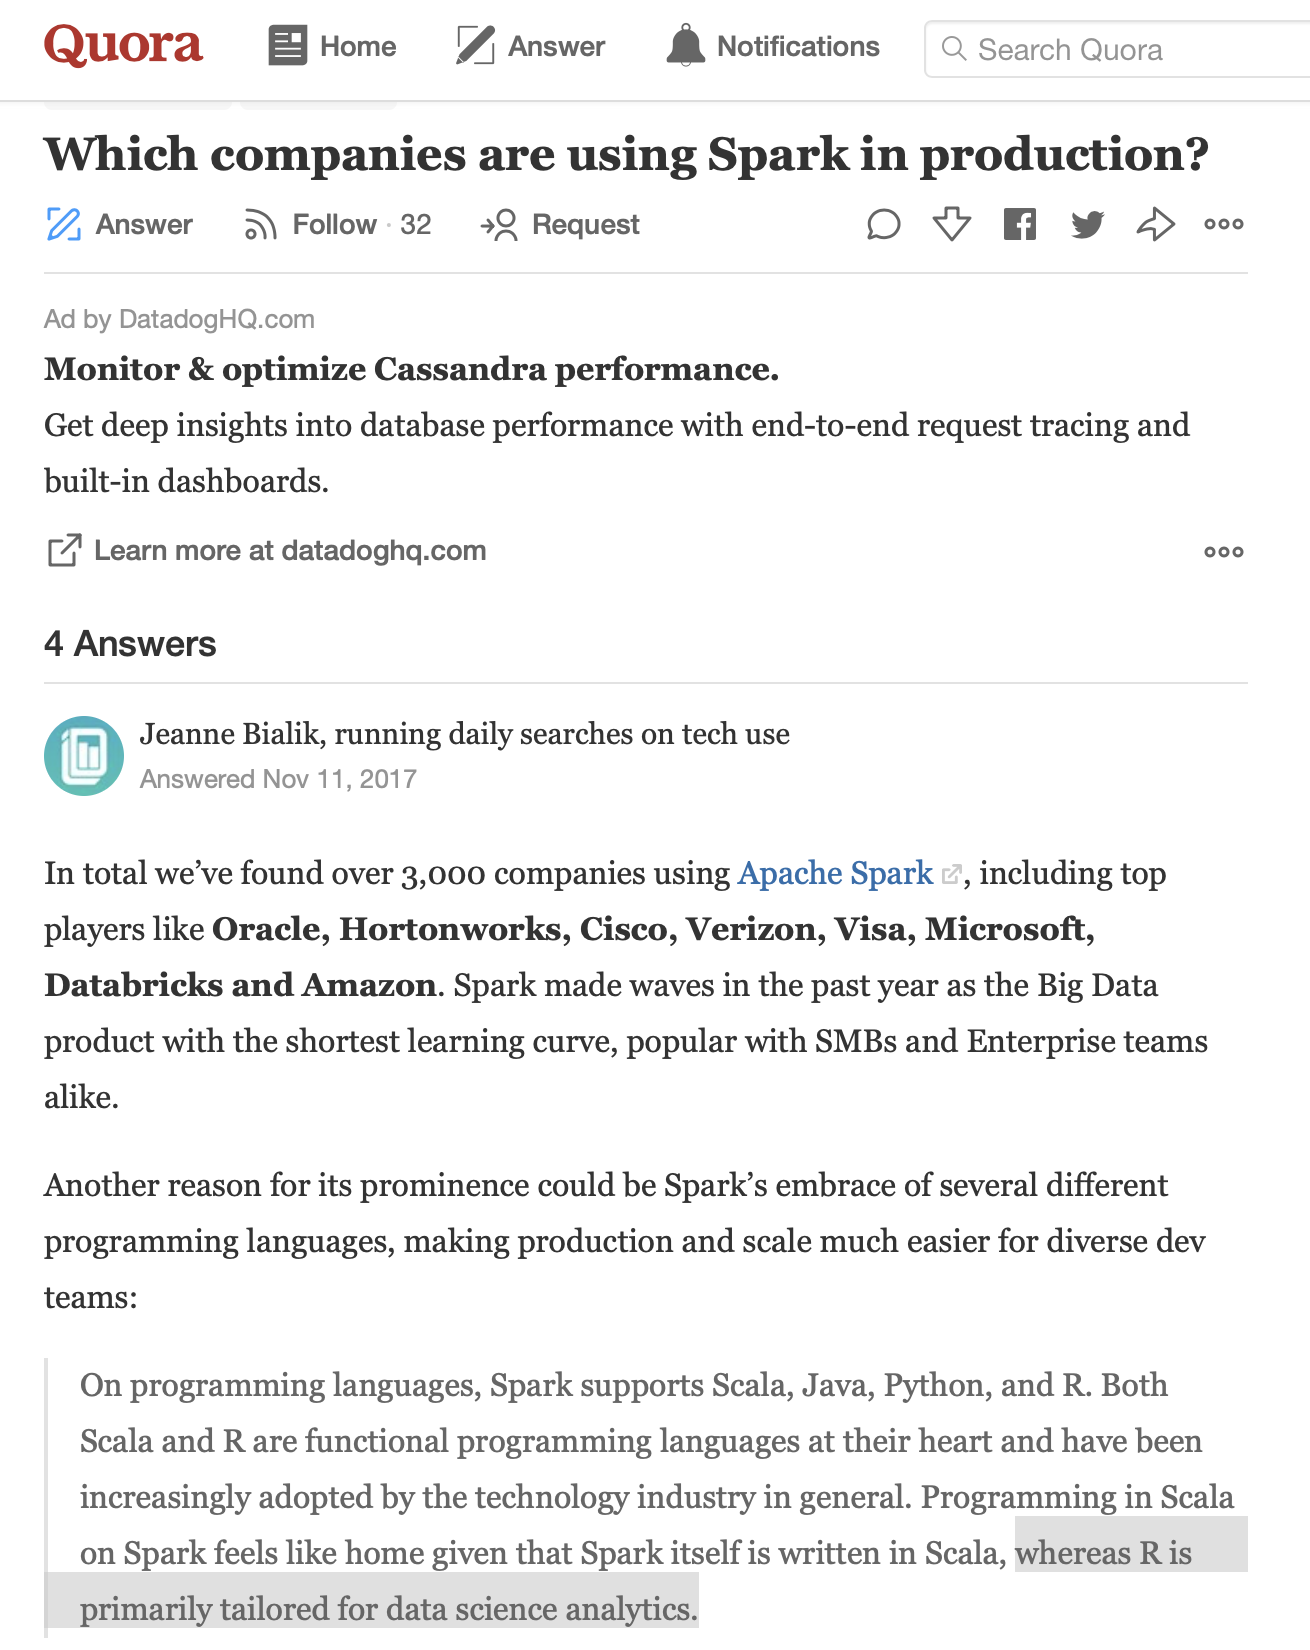 Quora Home Answer Notifications Search Quora
Which companies are using Spark in production?
Answer Follow · 32 Request
Ad by DatadogHQ.com
Monitor & optimize Cassandra performance.
Get deep insights into database performance with end-to-end request tracing and
built-in dashboards.
Learn more at datadoghq.com
4 Answers
Jeanne Bialik, running daily searches on tech use
Answered Nov 11, 2017
In total we’ve found over 3,000 companies using Apache Spark, including top
players like Oracle, Hortonworks, Cisco, Verizon, Visa, Microsoft,
Databricks and Amazon. Spark made waves in the past year as the Big Data
product with the shortest learning curve, popular with SMBs and Enterprise teams
alike.
Another reason for its prominence could be Spark’s embrace of several different
programming languages, making production and scale much easier for diverse dev
teams:
On programming languages, Spark supports Scala, Java, Python, and R. Both
Scala and R are functional programming languages at their heart and have been
increasingly adopted by the technology industry in general. Programming in Scala
on Spark feels like home given that Spark itself is written in Scala, whereas R is
primarily tailored for data science analytics.